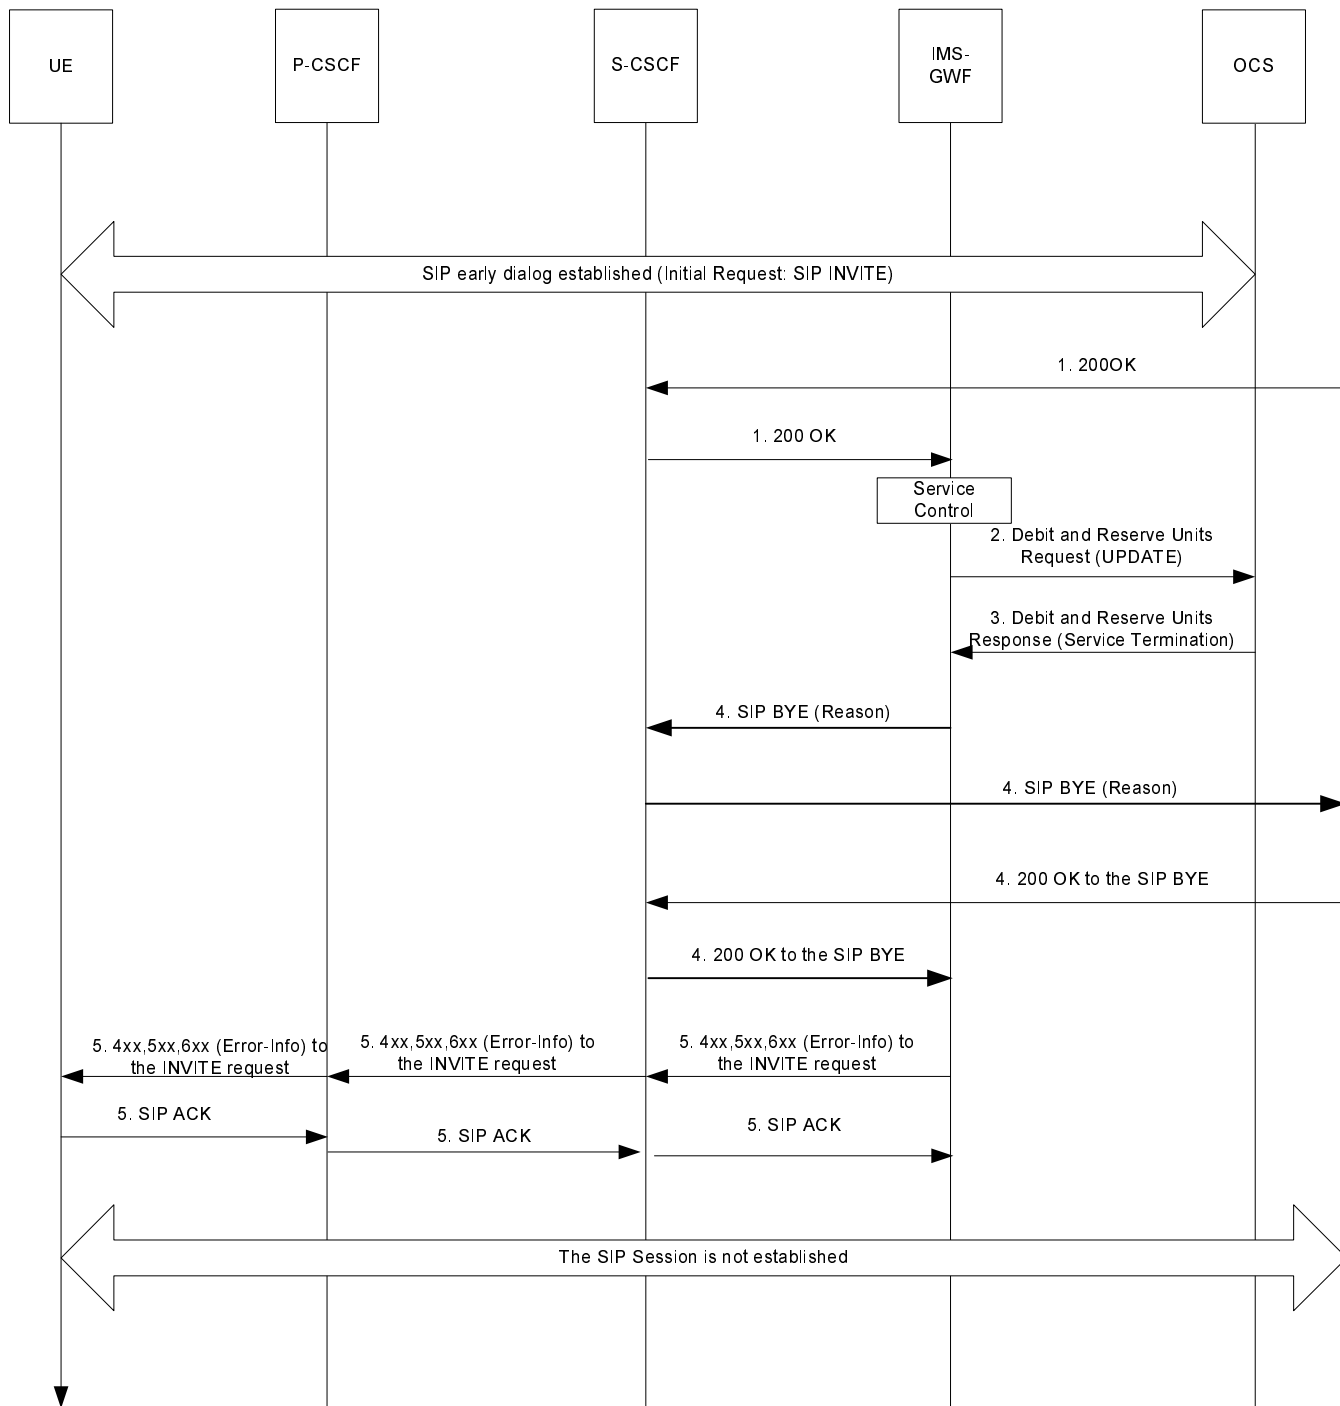 UE
P-CSCF
S-CSCF
IMS-
GWF
OCS
SIP early dialog established (Initial Request: SIP INVITE)
1. 200OK
1. 200 OK
Service
Control
2. Debit and Reserve Units
Request (UPDATE)
3. Debit and Reserve Units
Response (Service Termination)
4. SIP BYE (Reason)
4. SIP BYE (Reason)
4. 200 OK to the SIP BYE
4. 200 OK to the SIP BYE
5. 4xx,5xx,6xx (Error-Info) to
the INVITE request
5. 4xx,5xx,6xx (Error-Info) to
the INVITE request
5. 4xx,5xx,6xx (Error-Info) to
the INVITE request
5. SIP ACK
5. SIP ACK
5. SIP ACK
The SIP Session is not established